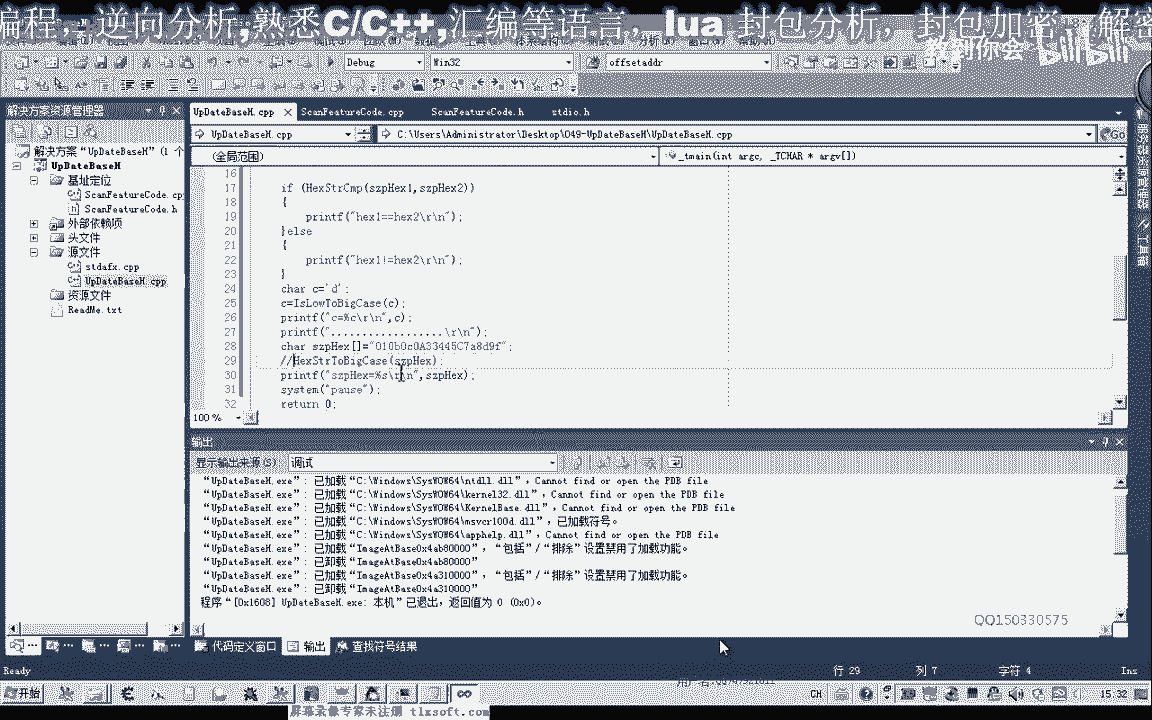 编程, 逆向分析,熟悉C/C++,汇编等语言, lua 封包分析, 封包加密, 解密
教到你会 bilibili
Debug
Win32
offsetaddr
解决方案资源管理器
UpDateBaseH.cpp
ScanFeatureCode.cpp
ScanFeatureCode.h
stdio.h
UpDateBaseH.cpp
C:\Users\Administrator\Desktop\049-UpDateBaseH\UpDateBaseH.cpp
Go
(全局范围)
_tmain(int argc, _TCHAR * argv[])
解决方案“UpDateBaseH”(1 个
UpDateBaseH
基址定位
ScanFeatureCode.cp
ScanFeatureCode.h
外部依赖项
头文件
源文件
stdafx.cpp
UpDateBaseH.cpp
资源文件
ReadMe.txt
服务器资源管理器
工具箱
16
17 if (HexStrCmp(szpHex1,szpHex2))
18 {
19 printf("hex1==hex2\r\n");
20 }else
21 {
22 printf("hex1!=hex2\r\n");
23 }
24 char c='d';
25 c=IsLowToBigCase(c);
26 printf("c=%c\r\n",c);
27 printf("..................\r\n");
28 char szpHex[]="010b0c0A33445C7a8d9f";
29 //HexStrToBigCase(szpHex);
30 printf("szpHex=%s\r\n",szpHex);
31 system("pause");
32 return 0;
100 %
输出
显示输出来源(S):
调试
“UpDateBaseH.exe”: 已加载“C:\Windows\SysWOW64\ntdll.dll”, Cannot find or open the PDB file
“UpDateBaseH.exe”: 已加载“C:\Windows\SysWOW64\kernel32.dll”, Cannot find or open the PDB file
“UpDateBaseH.exe”: 已加载“C:\Windows\SysWOW64\KernelBase.dll”, Cannot find or open the PDB file
“UpDateBaseH.exe”: 已加载“C:\Windows\SysWOW64\msvcr100d.dll”, 已加载符号。
“UpDateBaseH.exe”: 已加载“C:\Windows\SysWOW64\apphelp.dll”, Cannot find or open the PDB file
“UpDateBaseH.exe”: 已加载“ImageAtBase0x4ab80000”, “包括”/“排除”设置禁用了加载功能。
“UpDateBaseH.exe”: 已卸载“ImageAtBase0x4ab80000”
“UpDateBaseH.exe”: 已加载“ImageAtBase0x4a310000”, “包括”/“排除”设置禁用了加载功能。
“UpDateBaseH.exe”: 已卸载“ImageAtBase0x4a310000”
程序“[0x1608] UpDateBaseH.exe: 本机”已退出, 返回值为 0 (0x0)。
QQ150330575
代码定义窗口
输出
查找符号结果
Ready
行 29
列 7
字符 4
Ins
开始
CH
15:32
屏幕录像专家未注册 tlxsoft.com